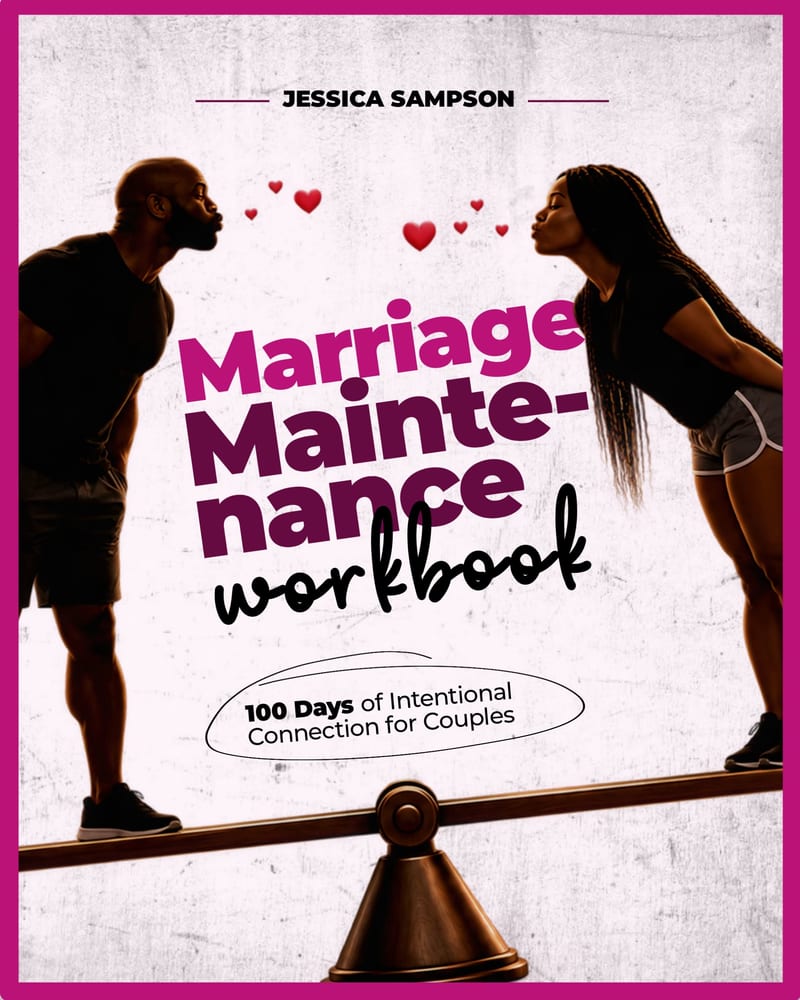 JESSICA SAMPSON
Marriage
Mainte-
nance
workbook
100 Days of Intentional
Connection for Couples